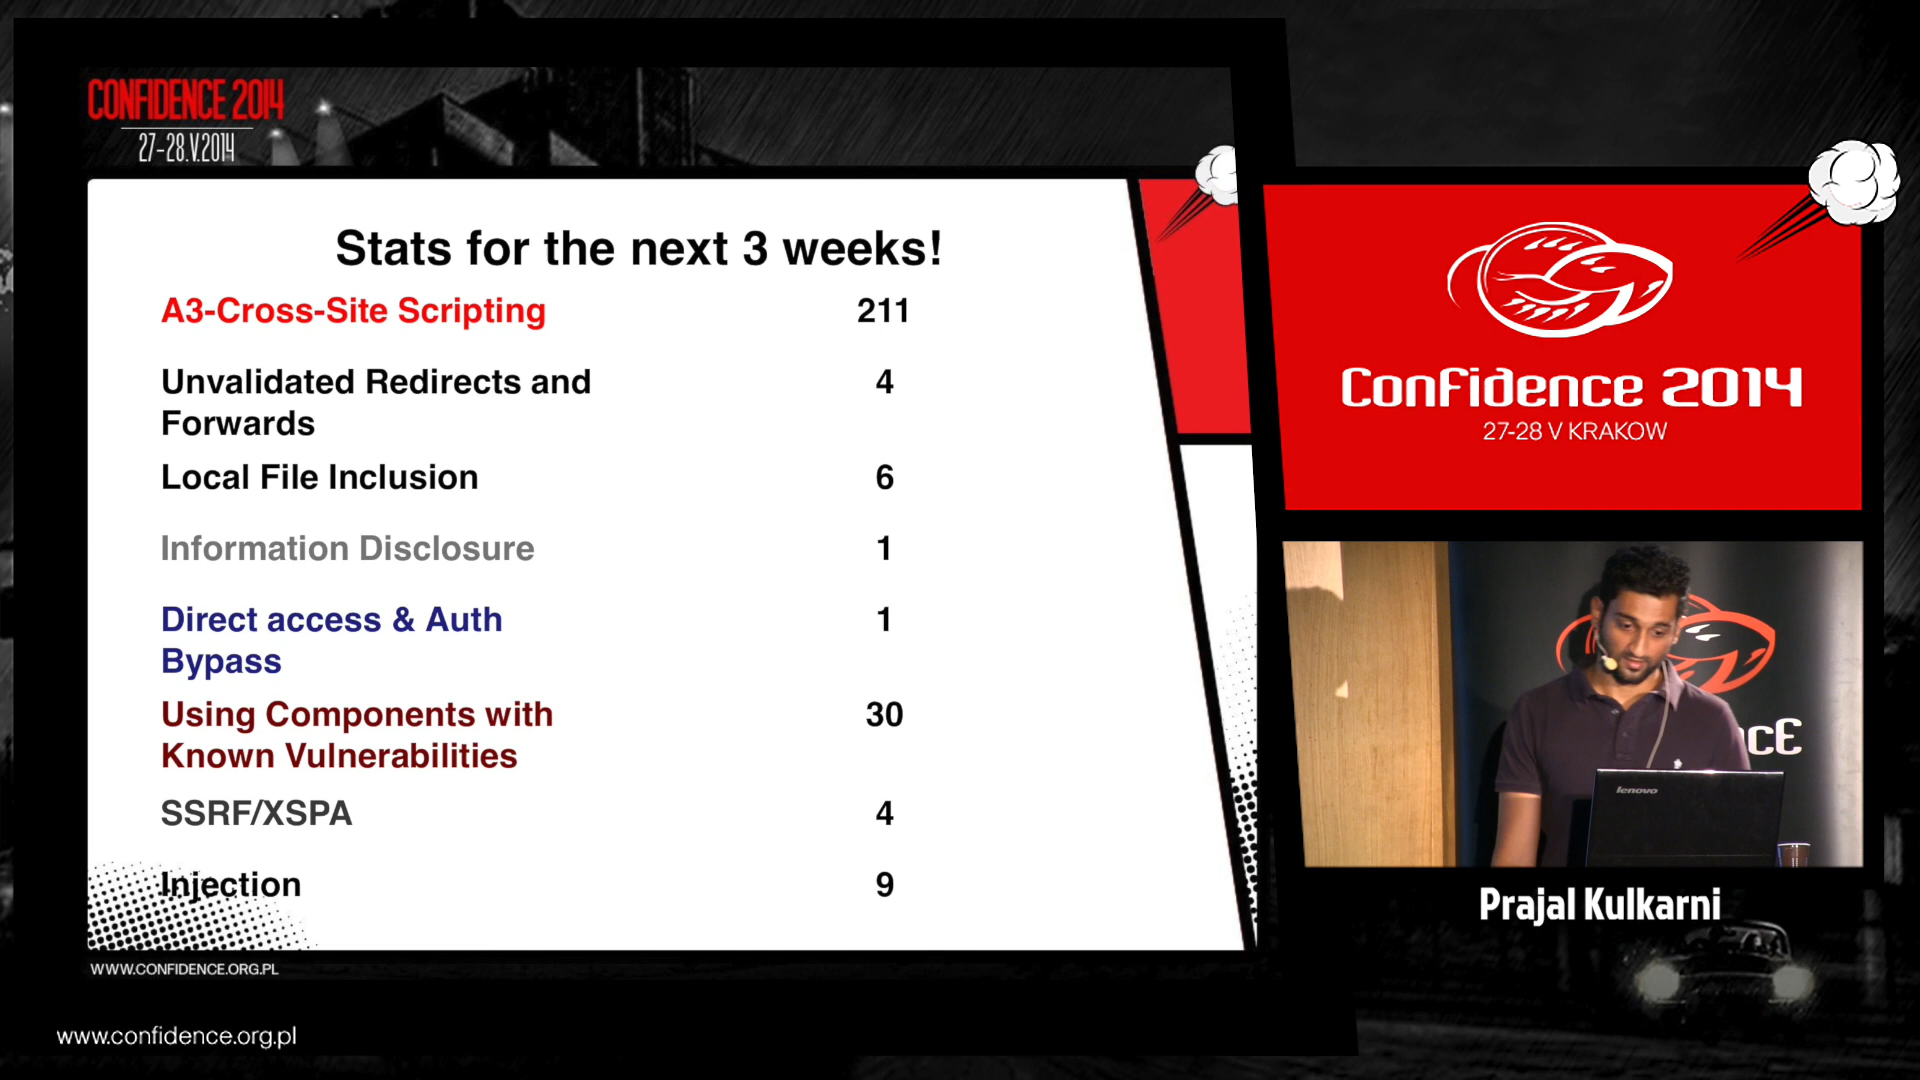 CONFIDENCE 2014
27-28.V.2014
Stats for the next 3 weeks!
A3-Cross-Site Scripting 211
Unvalidated Redirects and 4
Forwards
Local File Inclusion 6
Information Disclosure 1
Direct access & Auth 1
Bypass
Using Components with 30
Known Vulnerabilities
SSRF/XSPA 4
Injection 9
WWW.CONFIDENCE.ORG.PL
www.confidence.org.pl
Confidence 2014
27-28 V KRAKOW
lenovo
Prajal Kulkarni